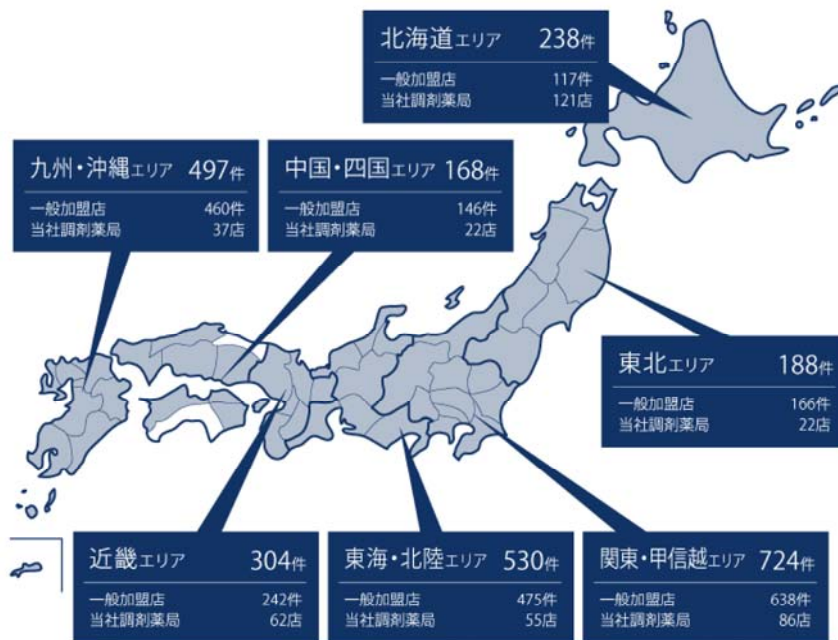 北海道エリア 238件
一般加盟店 117件
当社調剤薬局 121店
九州・沖縄エリア 497件
一般加盟店 460件
当社調剤薬局 37店
中国・四国エリア 168件
一般加盟店 146件
当社調剤薬局 22店
東北エリア 188件
一般加盟店 166件
当社調剤薬局 22店
近畿エリア 304件
一般加盟店 242件
当社調剤薬局 62店
東海・北陸エリア 530件
一般加盟店 475件
当社調剤薬局 55店
関東・甲信越エリア 724件
一般加盟店 638件
当社調剤薬局 86店